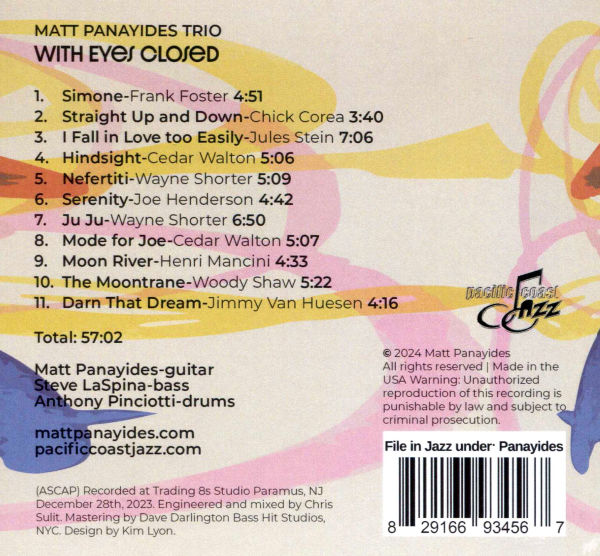 MATT PANAYIDES TRIO
WITH EYES CLOSED
1. Simone-Frank Foster 4:51
2. Straight Up and Down-Chick Corea 3:40
3. I Fall in Love too Easily-Jules Stein 7:06
4. Hindsight-Cedar Walton 5:06
5. Nefertiti-Wayne Shorter 5:09
6. Serenity-Joe Henderson 4:42
7. Ju Ju-Wayne Shorter 6:50
8. Mode for Joe-Cedar Walton 5:07
9. Moon River-Henri Mancini 4:33
10. The Moontrane-Woody Shaw 5:22
11. Darn That Dream-Jimmy Van Huesen 4:16
Total: 57:02
Matt Panayides-guitar
Steve LaSpina-bass
Anthony Pinciotti-drums
mattpanayides.com
pacificcoastjazz.com
(ASCAP) Recorded at Trading 8s Studio Paramus, NJ
December 28th, 2023. Engineered and mixed by Chris
Sulit. Mastering by Dave Darlington Bass Hit Studios,
NYC. Design by Kim Lyon.
pacific coast
Jazz
© 2024 Matt Panayides
All rights reserved | Made in the
USA Warning: Unauthorized
reproduction of this recording is
punishable by law and subject to
criminal prosecution.
File in Jazz under· Panayides
8 29166 93456 7